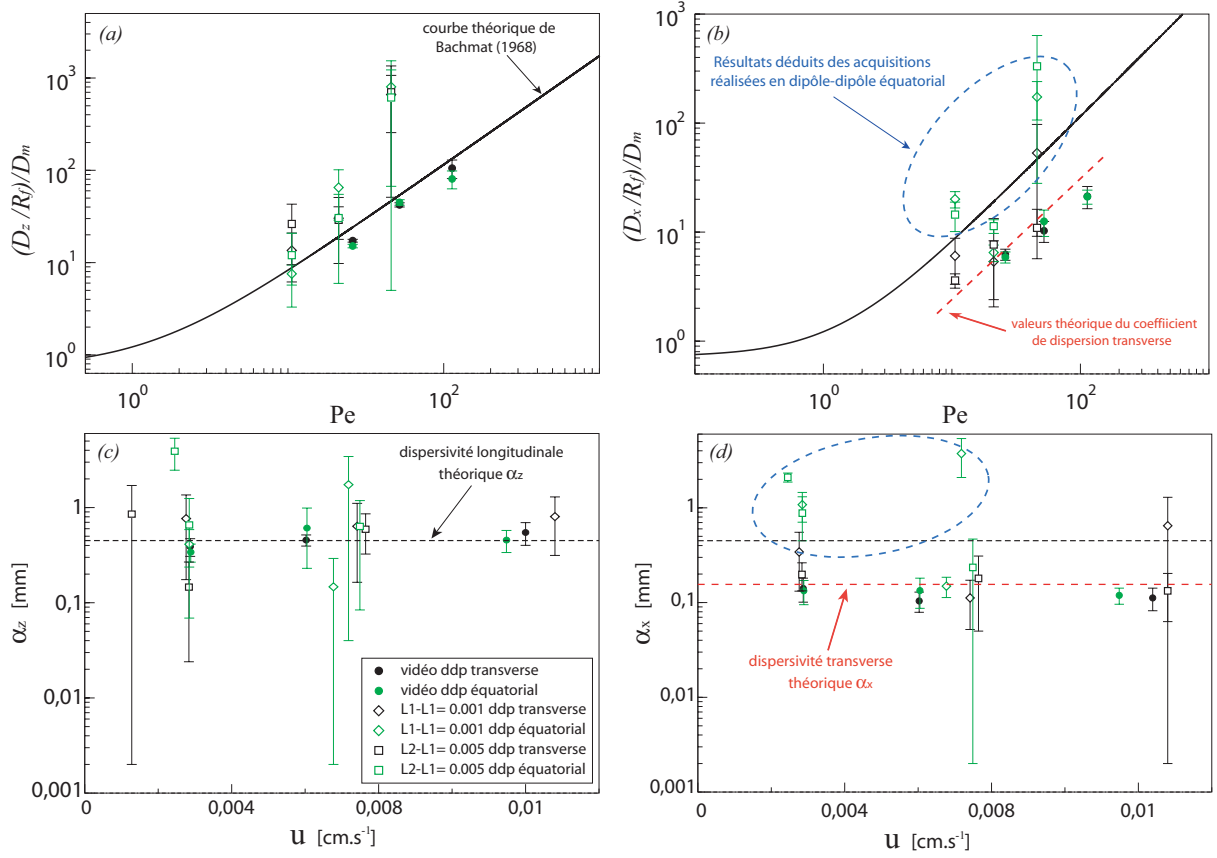 (a)
courbe théorique de
Bachmat (1968)
(D_z /R_f)/D_m
10³
10²
10¹
10⁰
10⁰
10²
Pe
(b)
Résultats déduits des acquisitions
réalisées en dipôle-dipôle équatorial
(D_x/R_f)/D_m
10³
10²
10¹
10⁰
valeurs théorique du coeffiicient
de dispersion transverse
10⁰
10¹
10²
Pe
(c)
dispersivité longitudinale
théorique α_z
α_z [mm]
1
0,1
0,01
0,001
vidéo ddp transverse
vidéo ddp équatorial
L1-L1= 0.001 ddp transverse
L1-L1= 0.001 ddp équatorial
L2-L1= 0.005 ddp transverse
L2-L1= 0.005 ddp équatorial
0
0,004
0,008
0,01
u [cm.s⁻¹]
(d)
α_x [mm]
1
0,1
0,01
0,001
dispersivité transverse
théorique α_x
0
0,004
0,008
0,01
u [cm.s⁻¹]